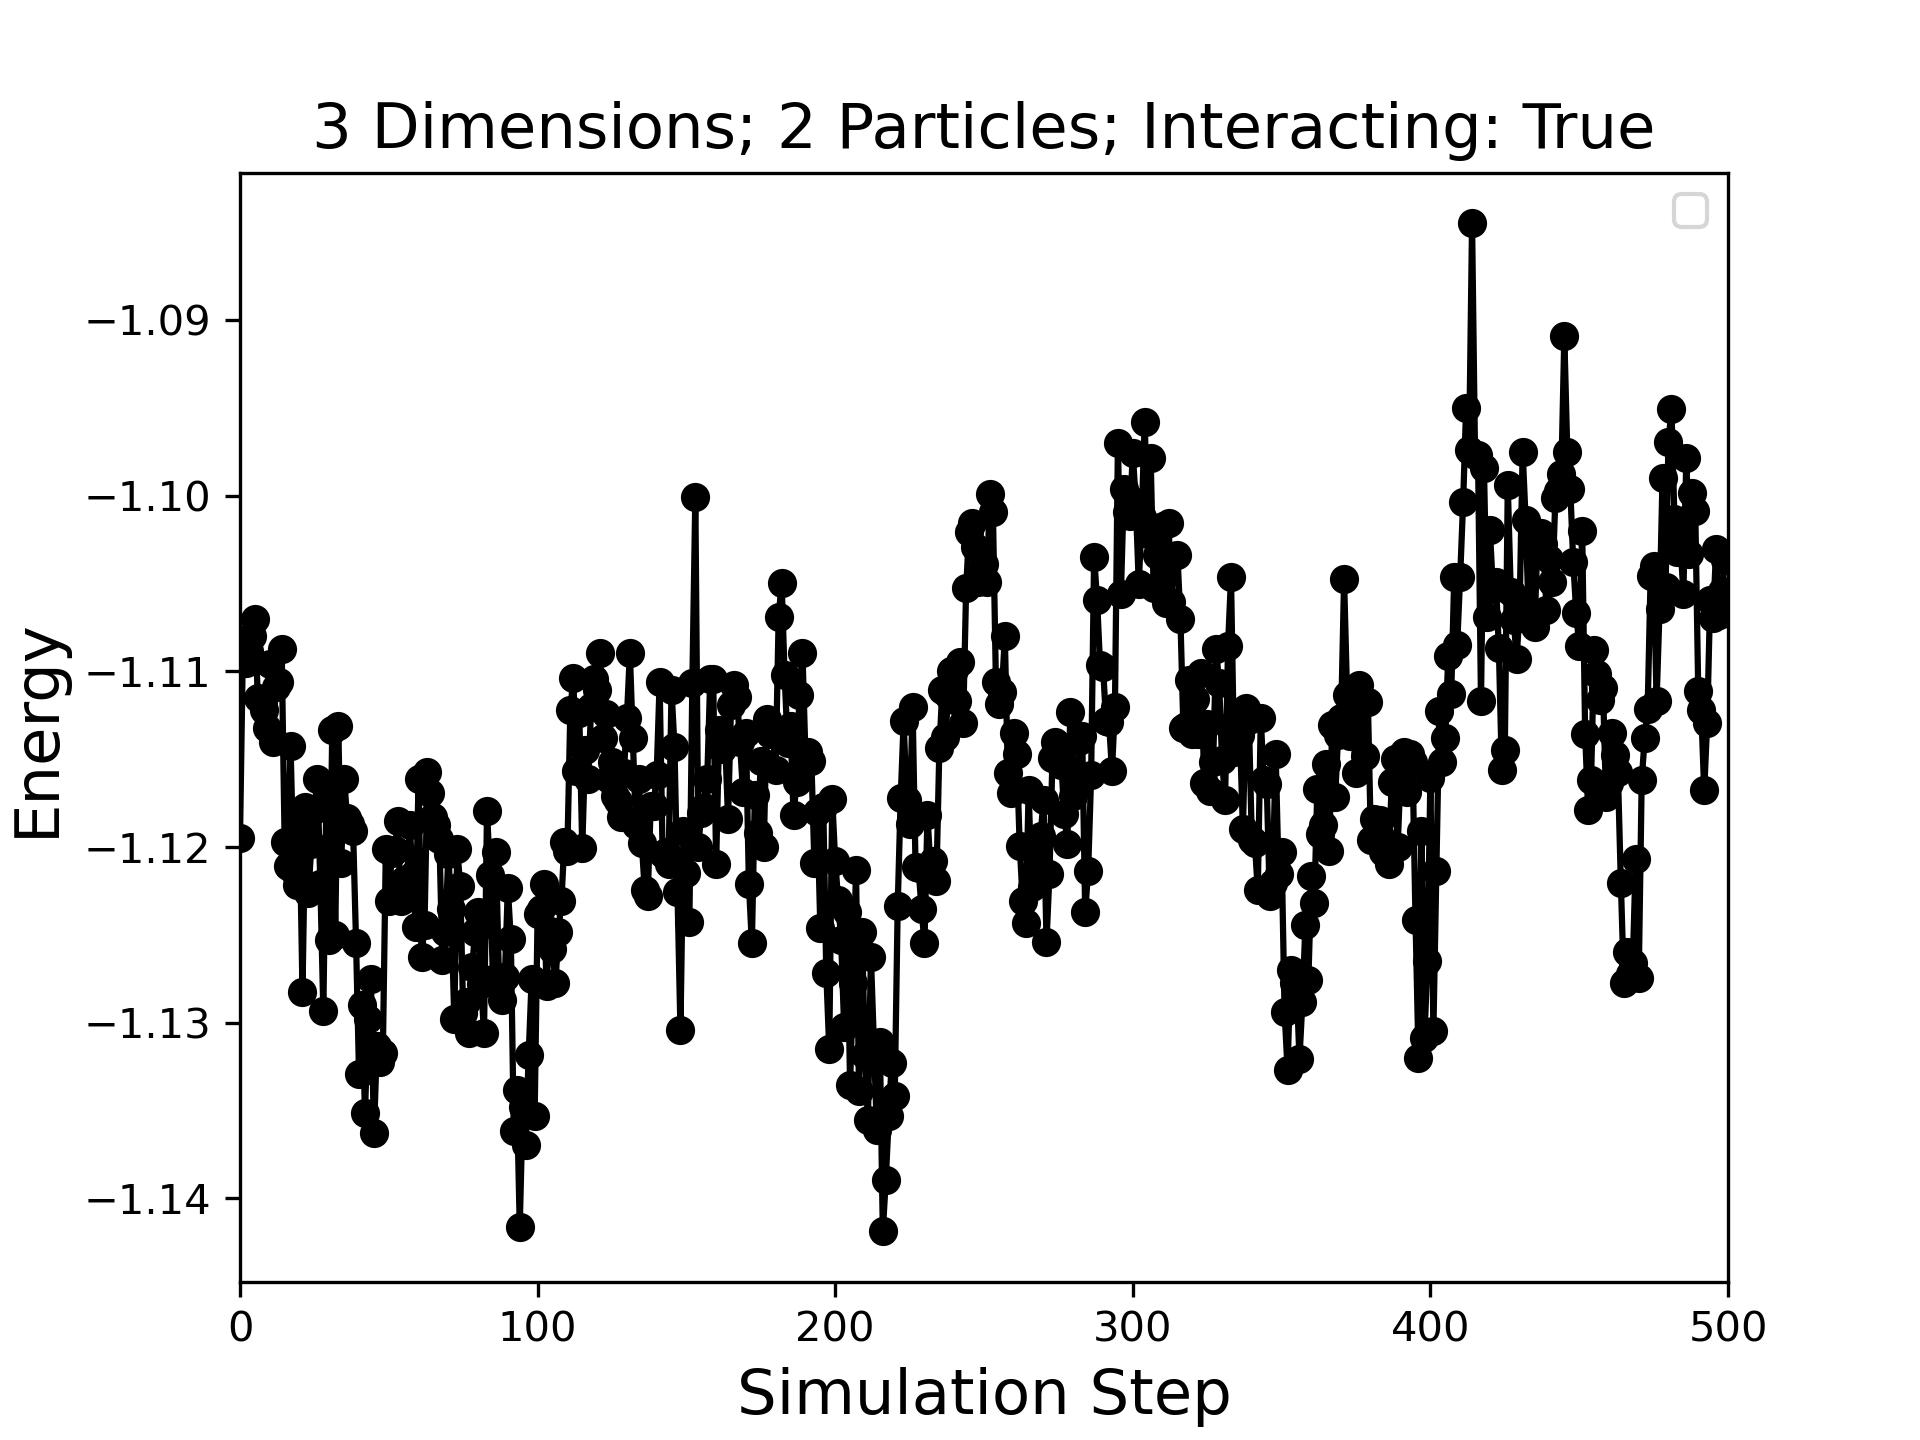 3 Dimensions; 2 Particles; Interacting: True
−1.09
−1.10
−1.11
−1.12
−1.13
−1.14
Energy
0 100 200 300 400 500
Simulation Step